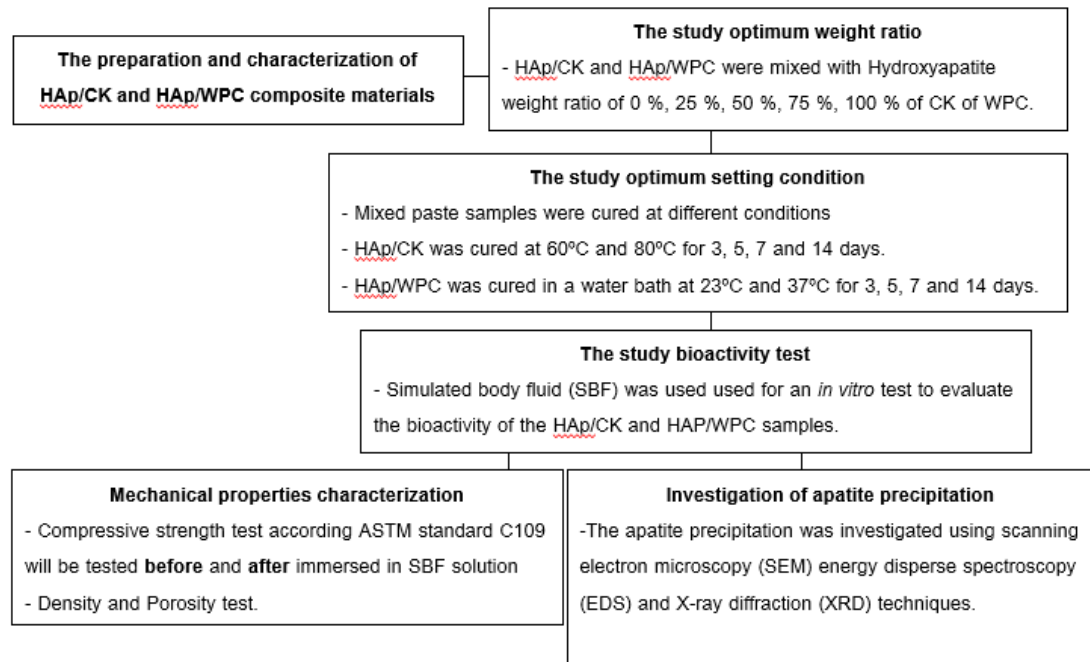 The preparation and characterization of
HAp/CK and HAp/WPC composite materials
The study optimum weight ratio
- HAp/CK and HAp/WPC were mixed with Hydroxyapatite
weight ratio of 0 %, 25 %, 50 %, 75 %, 100 % of CK of WPC.
The study optimum setting condition
- Mixed paste samples were cured at different conditions
- HAp/CK was cured at 60ºC and 80ºC for 3, 5, 7 and 14 days.
- HAp/WPC was cured in a water bath at 23ºC and 37ºC for 3, 5, 7 and 14 days.
The study bioactivity test
- Simulated body fluid (SBF) was used used for an in vitro test to evaluate
the bioactivity of the HAp/CK and HAP/WPC samples.
Mechanical properties characterization
- Compressive strength test according ASTM standard C109
will be tested before and after immersed in SBF solution
- Density and Porosity test.
Investigation of apatite precipitation
-The apatite precipitation was investigated using scanning
electron microscopy (SEM) energy disperse spectroscopy
(EDS) and X-ray diffraction (XRD) techniques.